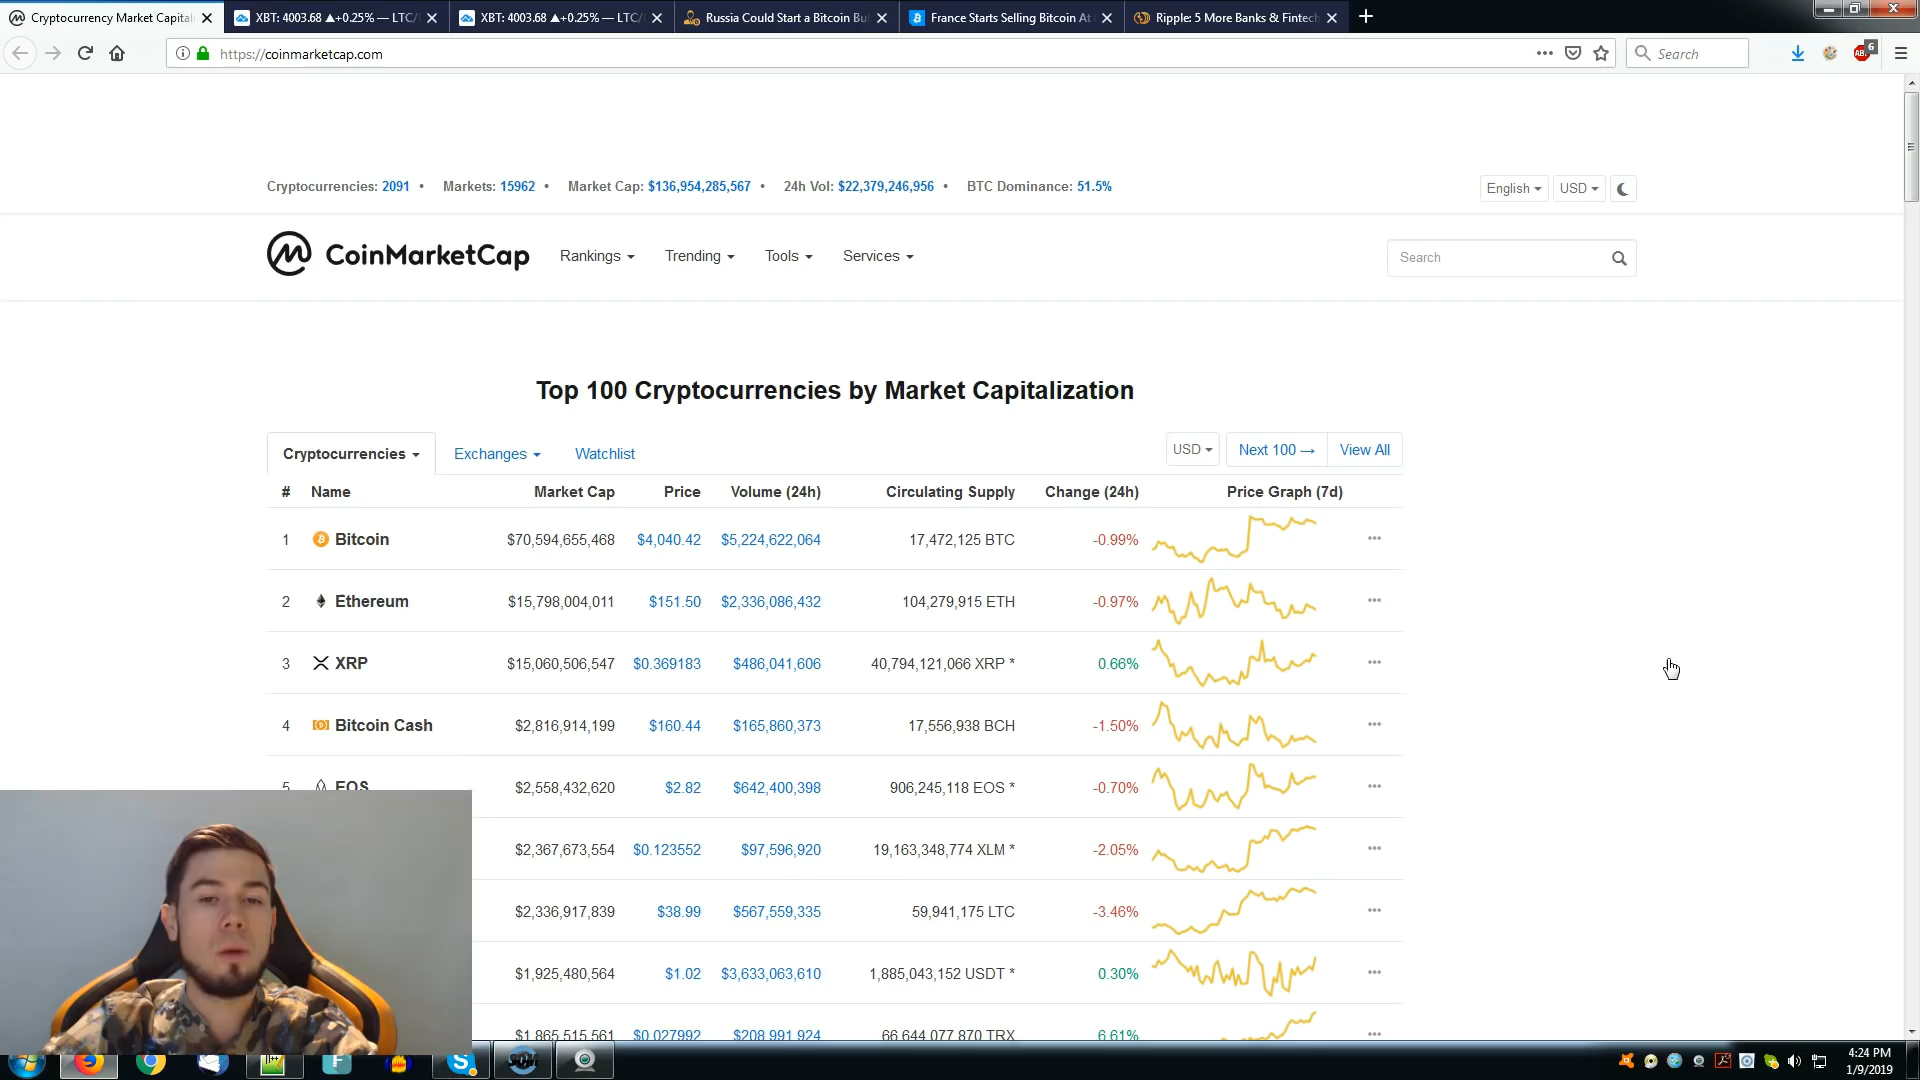 Cryptocurrency Market Capital
XBT: 4003.68 ▲+0.25% — LTC/
XBT: 4003.68 ▲+0.25% — LTC/
Russia Could Start a Bitcoin Bu
France Starts Selling Bitcoin At
Ripple: 5 More Banks & Fintech
https://coinmarketcap.com
Search
6
Cryptocurrencies: 2091 • Markets: 15962 • Market Cap: $136,954,285,567 • 24h Vol: $22,379,246,956 • BTC Dominance: 51.5%
English
USD
CoinMarketCap
Rankings
Trending
Tools
Services
Search
Top 100 Cryptocurrencies by Market Capitalization
Cryptocurrencies
Exchanges
Watchlist
USD
Next 100 →
View All
# Name Market Cap Price Volume (24h) Circulating Supply Change (24h) Price Graph (7d)
1 Bitcoin $70,594,655,468 $4,040.42 $5,224,622,064 17,472,125 BTC -0.99%
2 Ethereum $15,798,004,011 $151.50 $2,336,086,432 104,279,915 ETH -0.97%
3 XRP $15,060,506,547 $0.369183 $486,041,606 40,794,121,066 XRP * 0.66%
4 Bitcoin Cash $2,816,914,199 $160.44 $165,860,373 17,556,938 BCH -1.50%
5 EOS $2,558,432,620 $2.82 $642,400,398 906,245,118 EOS * -0.70%
$2,367,673,554 $0.123552 $97,596,920 19,163,348,774 XLM * -2.05%
$2,336,917,839 $38.99 $567,559,335 59,941,175 LTC -3.46%
$1,925,480,564 $1.02 $3,633,063,610 1,885,043,152 USDT * 0.30%
$1,865,515,561 $0.027992 $208,991,924 66,644,077,870 TRX 6.61%
4:24 PM
1/9/2019